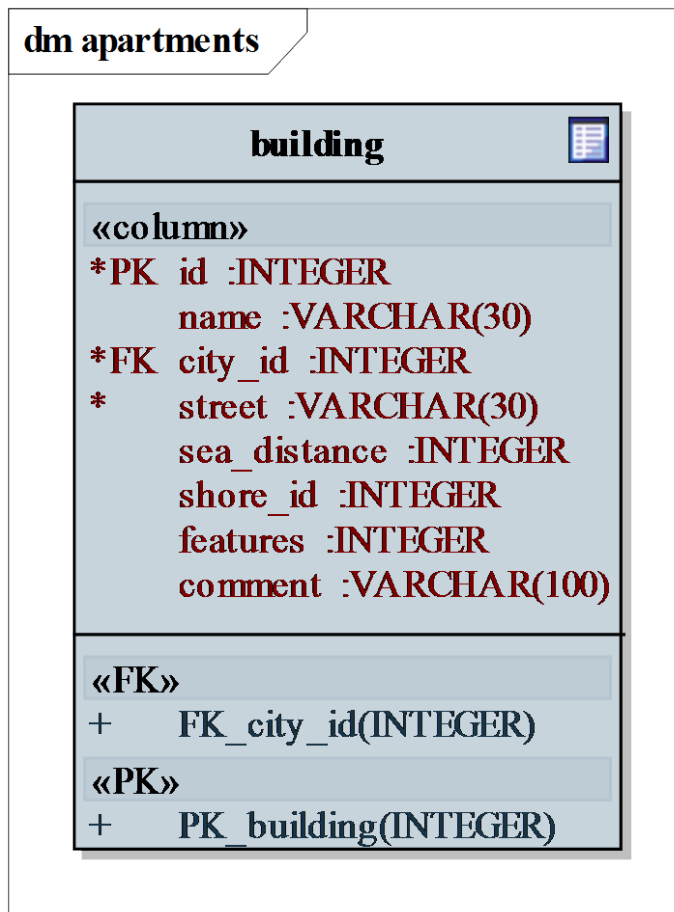 dm apartments
building
«column»
*PK id :INTEGER
name :VARCHAR(30)
*FK city_id :INTEGER
* street :VARCHAR(30)
sea_distance :INTEGER
shore_id :INTEGER
features :INTEGER
comment :VARCHAR(100)
«FK»
+ FK_city_id(INTEGER)
«PK»
+ PK_building(INTEGER)